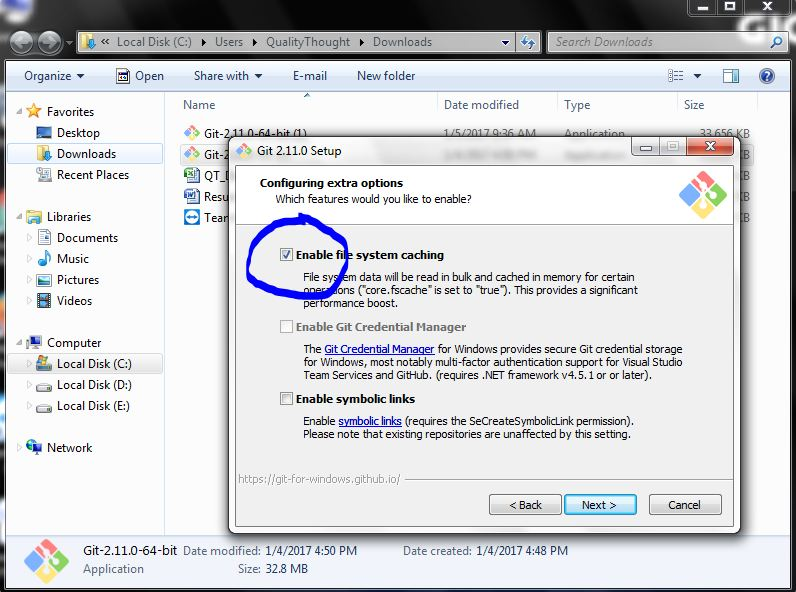 Gi
« Local Disk (C:) ▸ Users ▸ QualityThought ▸ Downloads
Search Downloads
Organize Open Share with E-mail New folder
Favorites
Desktop
Downloads
Recent Places
Libraries
Documents
Music
Pictures
Videos
Computer
Local Disk (C:)
Local Disk (D:)
Local Disk (E:)
Network
Name Date modified Type Size
Git-2.11.0-64-bit (1) 1/5/2017 9:36 AM Application 33,656 KB
Git-2
QT_
Resu
Team
Git 2.11.0 Setup
Configuring extra options
Which features would you like to enable?
Enable file system caching
File system data will be read in bulk and cached in memory for certain
operations ("core.fscache" is set to "true"). This provides a significant
performance boost.
Enable Git Credential Manager
The Git Credential Manager for Windows provides secure Git credential storage
for Windows, most notably multi-factor authentication support for Visual Studio
Team Services and GitHub. (requires .NET framework v4.5.1 or or later).
Enable symbolic links
Enable symbolic links (requires the SeCreateSymbolicLink permission).
Please note that existing repositories are unaffected by this setting.
https://git-for-windows.github.io/
< Back Next > Cancel
Git-2.11.0-64-bit Date modified: 1/4/2017 4:50 PM Date created: 1/4/2017 4:48 PM
Application Size: 32.8 MB